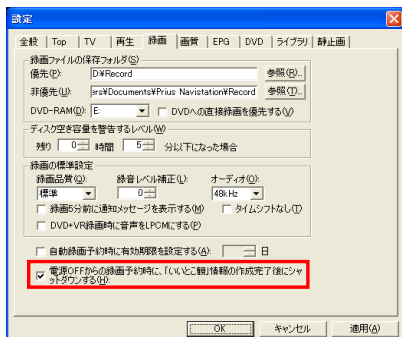 設定
全般 Top TV 再生 録画 画質 EPG DVD ライブラリ 静止画
録画ファイルの保存フォルダ(S)
優先(P): D:¥Record 参照(R)...
非優先(U): ers¥Documents¥Prius Navistation¥Record 参照(T)...
DVD-RAM(D): E: DVDへの直接録画を優先する(V)
ディスク空き容量を警告するレベル(W)
残り 0 時間 5 分以下になった場合
録画の標準設定
録画品質(Q): 録音レベル補正(L): オーディオ(O):
標準 0 48kHz
録画5分前に通知メッセージを表示する(M) タイムシフトなし(I)
DVD+VR録画時に音声をLPCMにする(P)
自動録画予約時に有効期限を設定する(A): 日
電源OFFからの録画予約時に、「いいとこ観」情報の作成完了後にシャ
ットダウンする(H):
OK キャンセル 適用(A)